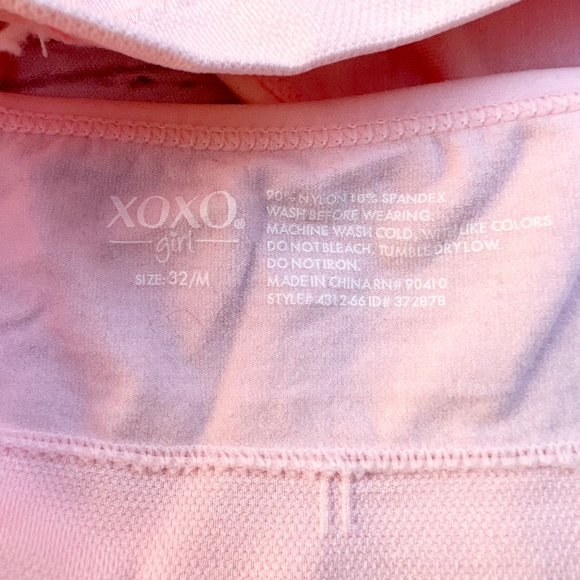 XOXO®
girl
SIZE: 32/M
90% NYLON 10% SPANDEX
WASH BEFORE WEARING.
MACHINE WASH COLD, WITH LIKE COLORS
DO NOT BLEACH. TUMBLE DRY LOW.
DO NOT IRON.
MADE IN CHINA RN# 90410
STYLE# 4312-66 ID# 372878